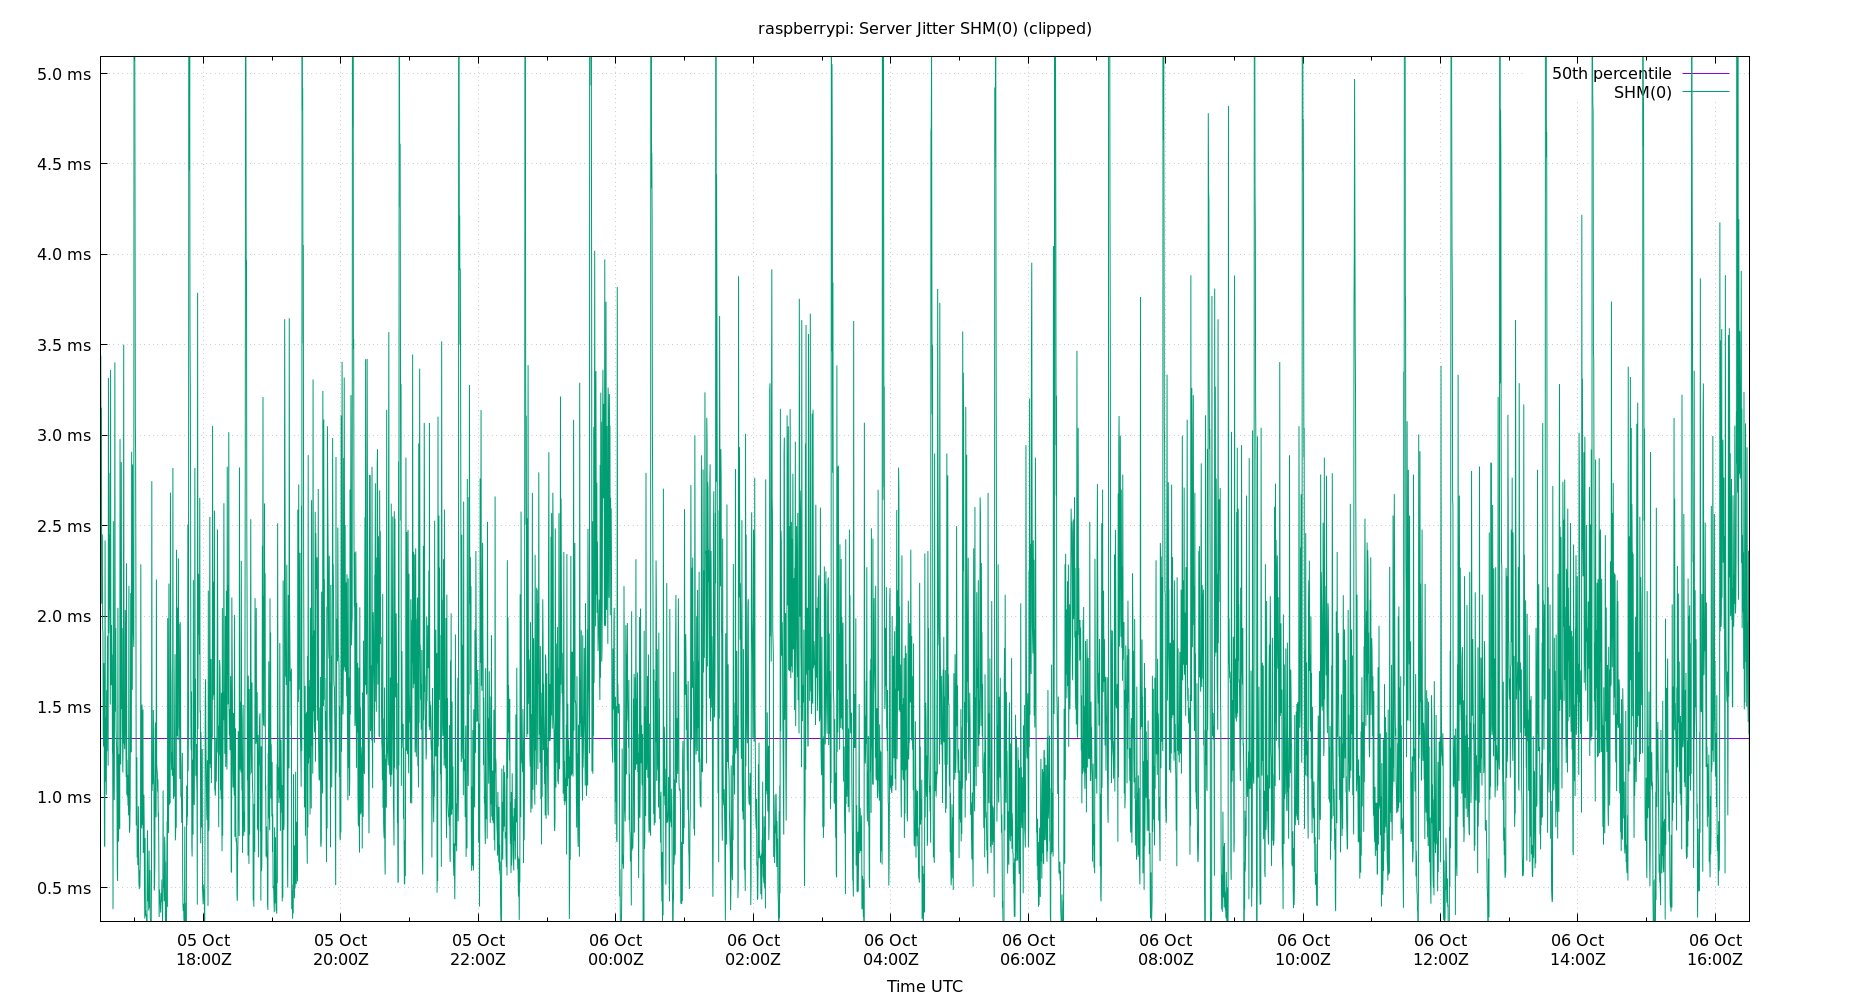 raspberrypi: Server Jitter SHM(0) (clipped)
5.0 ms
50th percentile
SHM(0)
4.5 ms
4.0 ms
3.5 ms
3.0 ms
2.5 ms
2.0 ms
1.5 ms
1.0 ms
0.5 ms
05 Oct 05 Oct 05 Oct 06 Oct 06 Oct 06 Oct 06 Oct 06 Oct 06 Oct 06 Oct 06 Oct 06 Oct
18:00Z 20:00Z 22:00Z 00:00Z 02:00Z 04:00Z 06:00Z 08:00Z 10:00Z 12:00Z 14:00Z 16:00Z
Time UTC